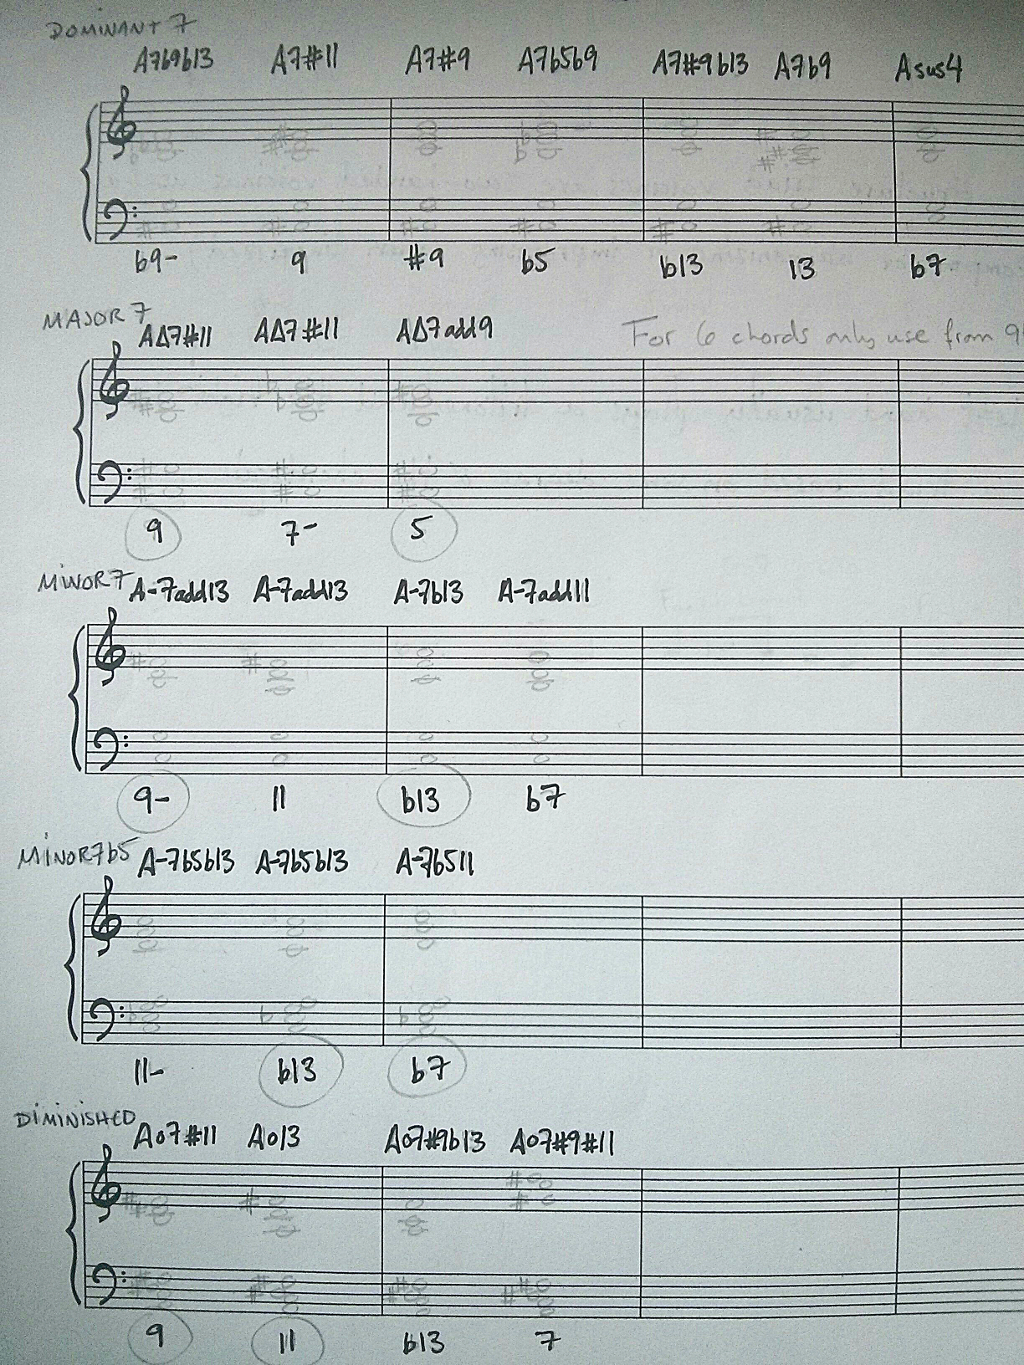 DOMINANT 7
A7b9b13 A7#11 A7#9 A7b5b9 A7#9b13 A7b9 Asus4
b9- 9 #9 b5 b13 13 b7
MAJOR 7
AΔ7#11 AΔ7#11 AΔ7add9 For 6 chords only use from
9 7- 5
MINOR 7 A-7add13 A-7add13 A-7b13 A-7add11
9- 11 b13 b7
MINOR7b5 A-7b5b13 A-7b5b13 A-7b511
11- b13 b7
DIMINISHED
Ao7#11 Ao13 Ao7#9b13 Ao7#9#11
9 11 b13 7